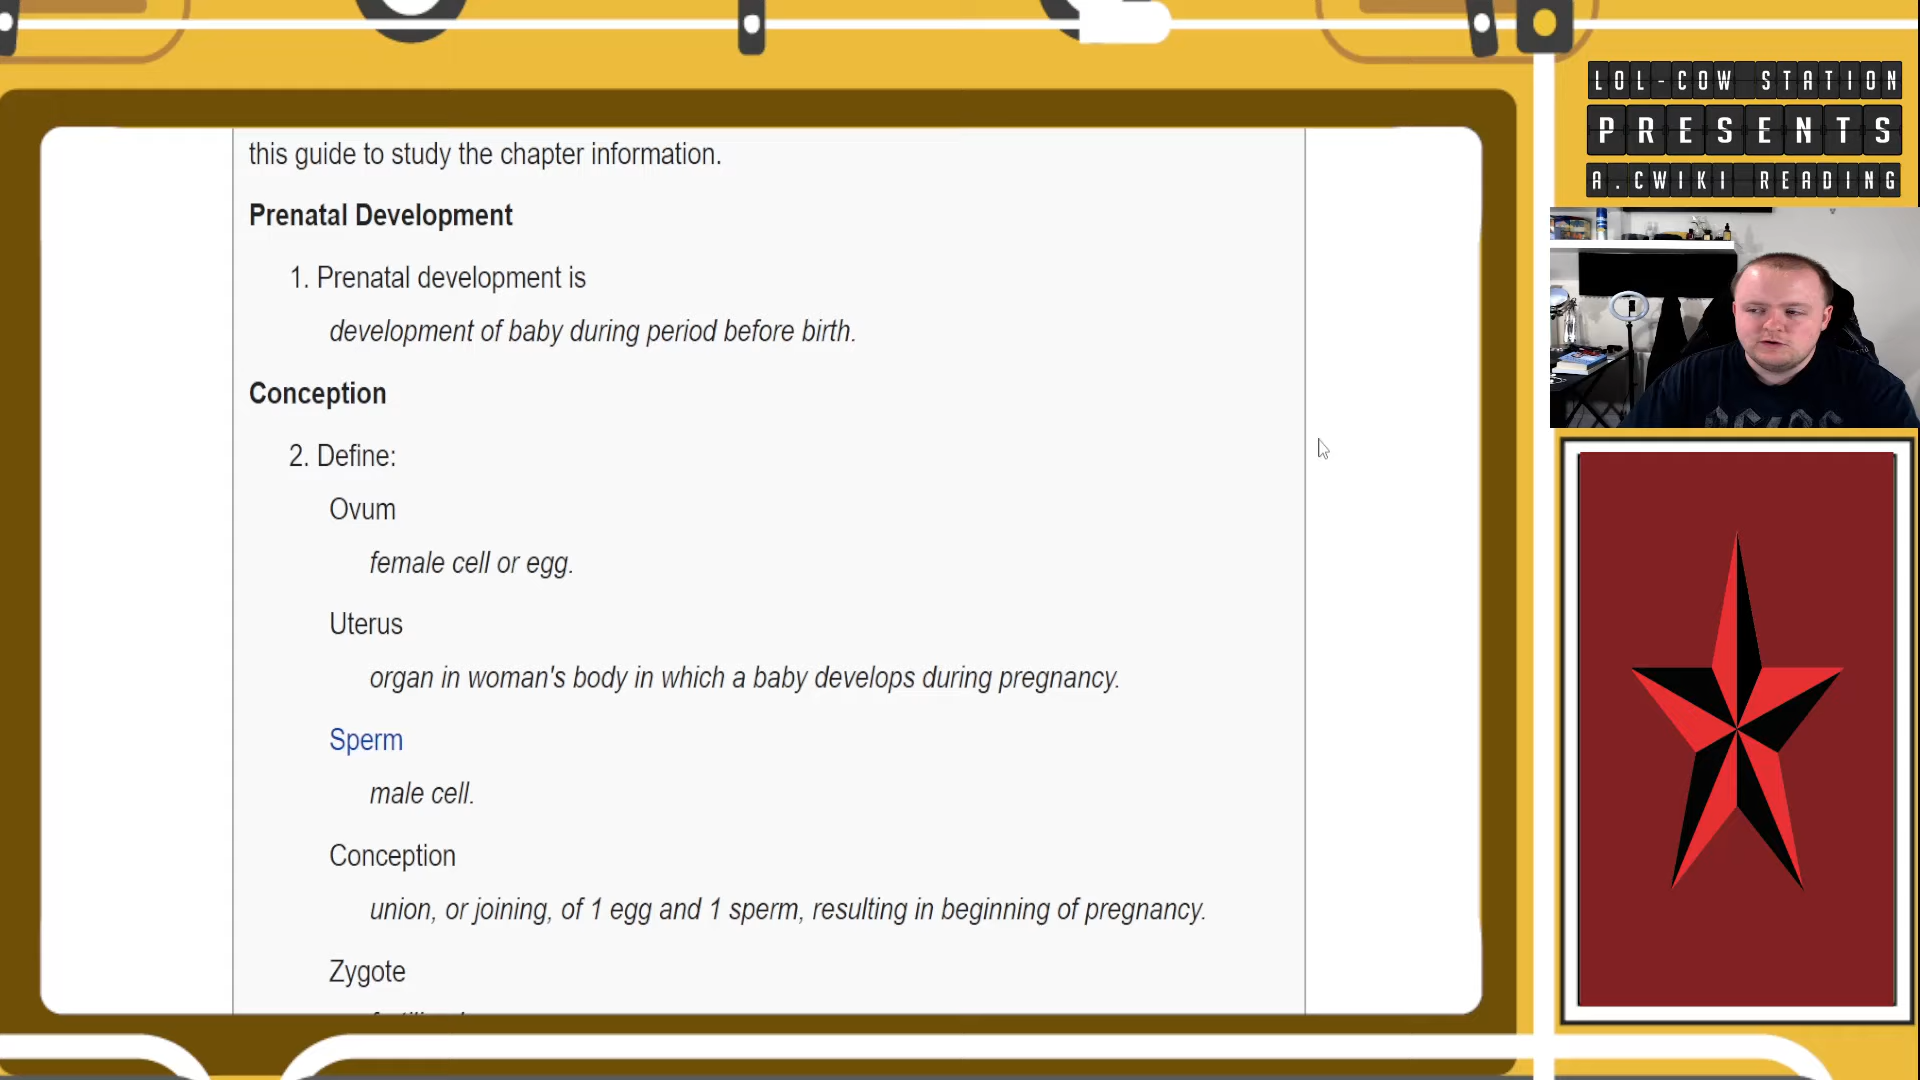 LOL-COW STATION
PRESENTS
A.CWIKI READING
this guide to study the chapter information.
Prenatal Development
1. Prenatal development is
development of baby during period before birth.
Conception
2. Define:
Ovum
female cell or egg.
Uterus
organ in woman's body in which a baby develops during pregnancy.
Sperm
male cell.
Conception
union, or joining, of 1 egg and 1 sperm, resulting in beginning of pregnancy.
Zygote